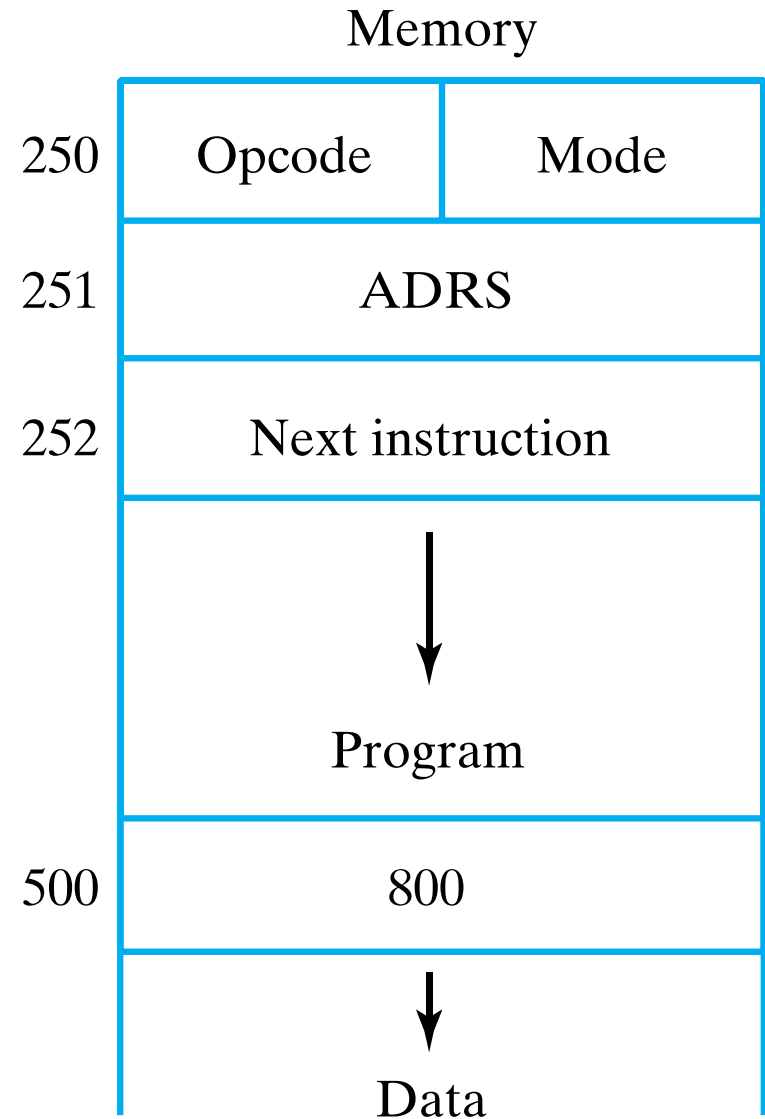 Memory
250 Opcode Mode
251 ADRS
252 Next instruction
Program
500 800
Data